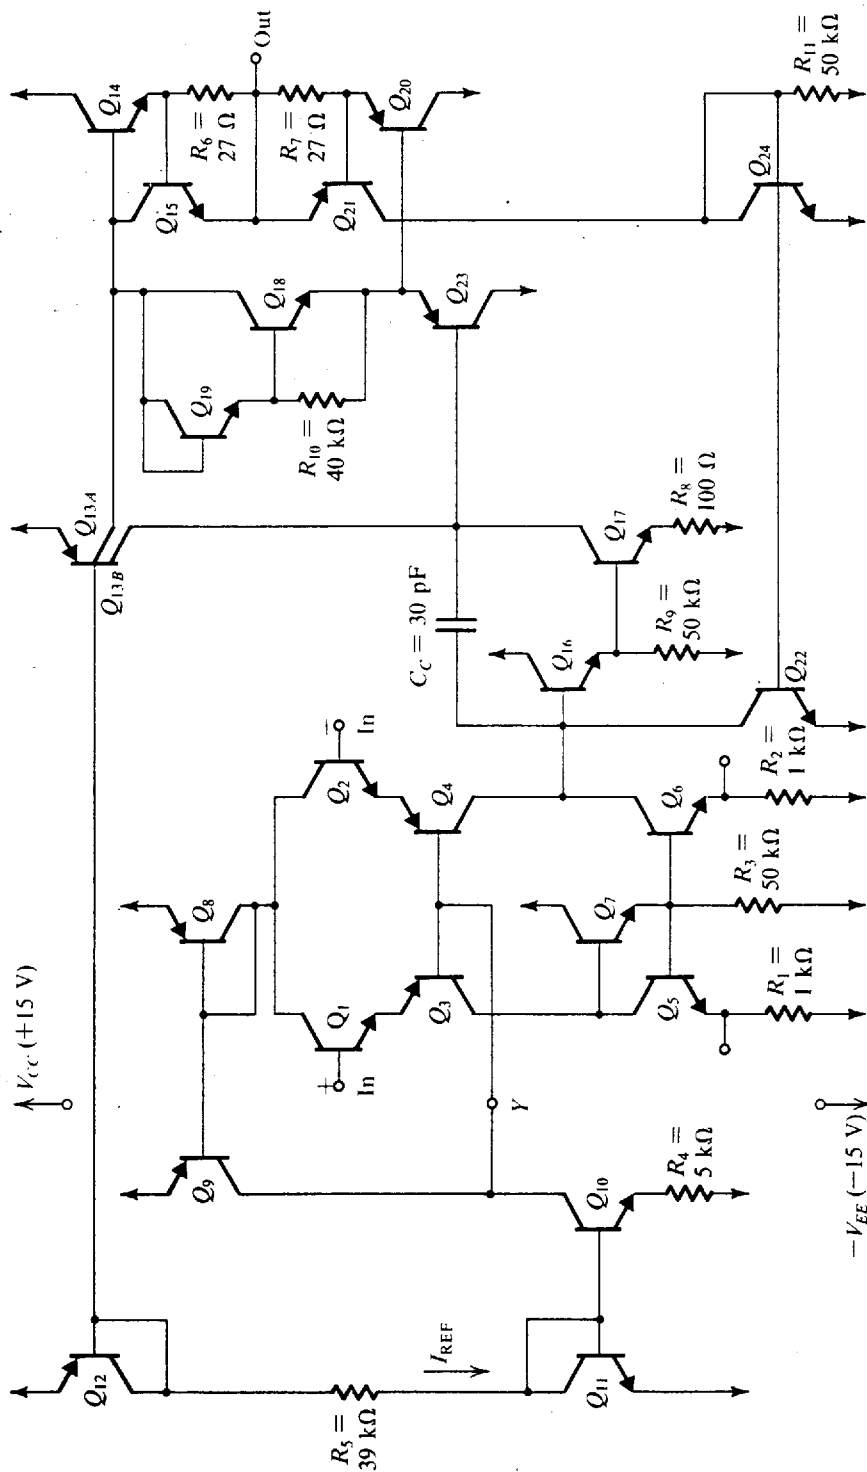 V_CC (+15 V)
Q₁₂
R₅ =
39 kΩ
I_REF
Q₁₁
Q₉
Q₁₀
R₄ =
5 kΩ
Y
−V_EE (−15 V)
Q₈
Q₁
+
In
Q₂
−
In
Q₃
Q₄
Q₅
Q₇
Q₆
R₁ =
1 kΩ
R₃ =
50 kΩ
R₂ =
1 kΩ
Q₁₃B
Q₁₃A
C_C = 30 pF
Q₁₆
R₉ =
50 kΩ
Q₁₇
R₈ =
100 Ω
Q₂₂
Q₁₉
Q₁₈
R₁₀ =
40 kΩ
Q₂₃
Q₁₅
Q₁₄
R₆ =
27 Ω
Out
R₇ =
27 Ω
Q₂₁
Q₂₀
Q₂₄
R₁₁ =
50 kΩ